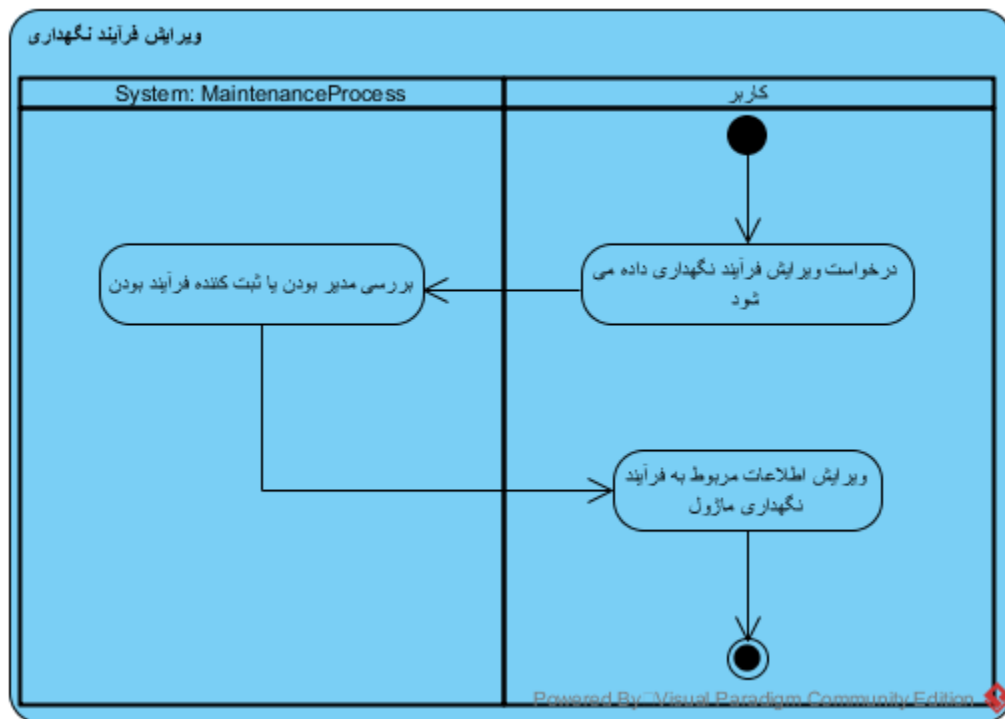 ویرایش فرآیند نگهداری
System: MaintenanceProcess
کاربر
درخواست ویرایش فرآیند نگهداری داده می
شود
بررسی مدیر بودن یا ثبت کننده فرآیند بودن
ویرایش اطلاعات مربوط به فرآیند
نگهداری ماژول
Powered By Visual Paradigm Community Edition